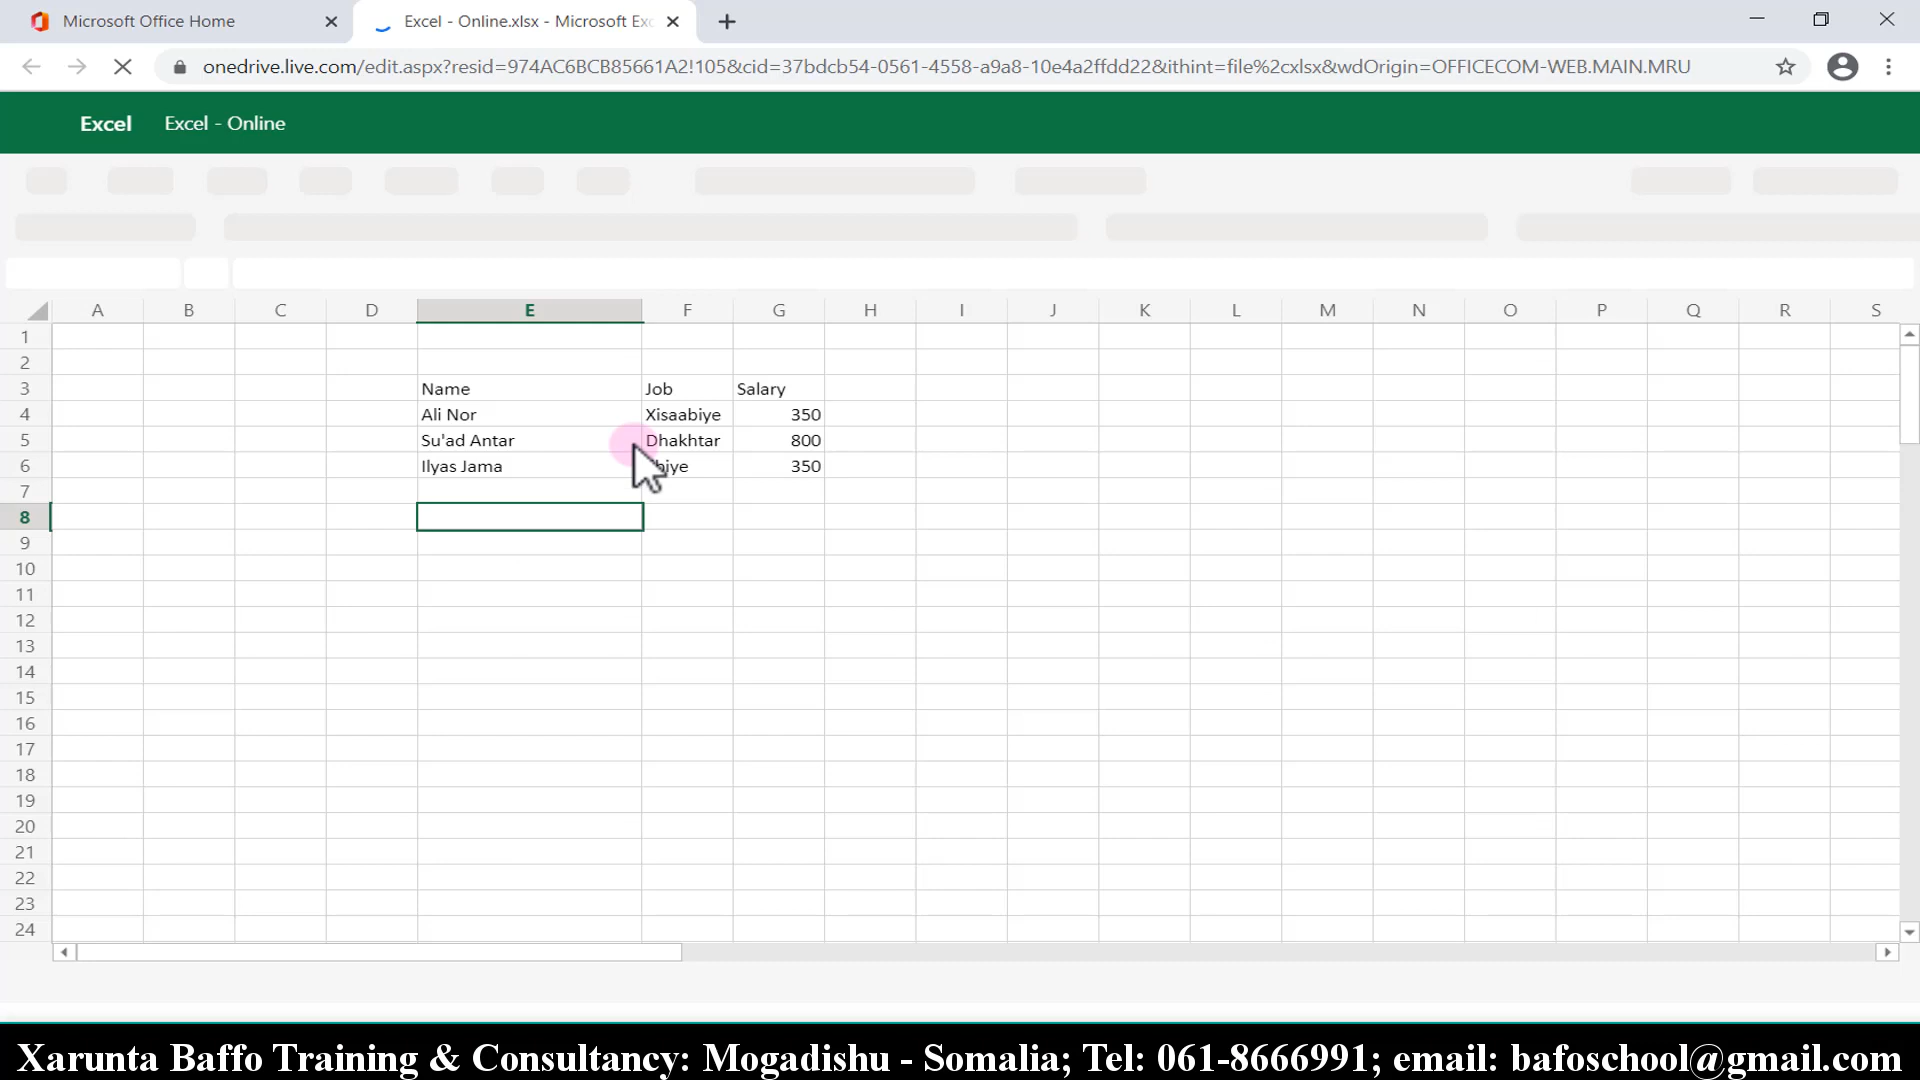 Microsoft Office Home
Excel - Online.xlsx - Microsoft Exc
onedrive.live.com/edit.aspx?resid=974AC6BCB85661A2!105&cid=37bdcb54-0561-4558-a9a8-10e4a2ffdd22&ithint=file%2cxlsx&wdOrigin=OFFICECOM-WEB.MAIN.MRU
Excel Excel - Online
A B C D E F G H I J K L M N O P Q R S
1
2
3 Name Job Salary
4 Ali Nor Xisaabiye 350
5 Su'ad Antar Dhakhtar 800
6 Ilyas Jama 350
7
8
9
10
11
12
13
14
15
16
17
18
19
20
21
22
23
24
Xarunta Baffo Training & Consultancy: Mogadishu - Somalia; Tel: 061-8666991; email: bafoschool@gmail.com